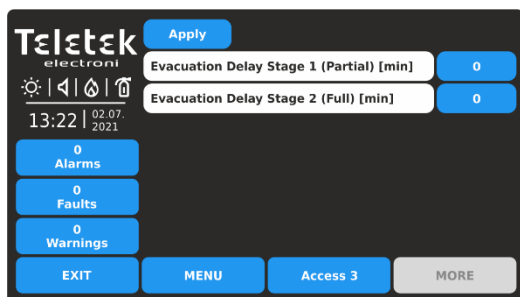 Teletek
electroni
13:22
02.07.
2021
0
Alarms
0
Faults
0
Warnings
Apply
Evacuation Delay Stage 1 (Partial) [min]
0
Evacuation Delay Stage 2 (Full) [min]
0
EXIT
MENU
Access 3
MORE